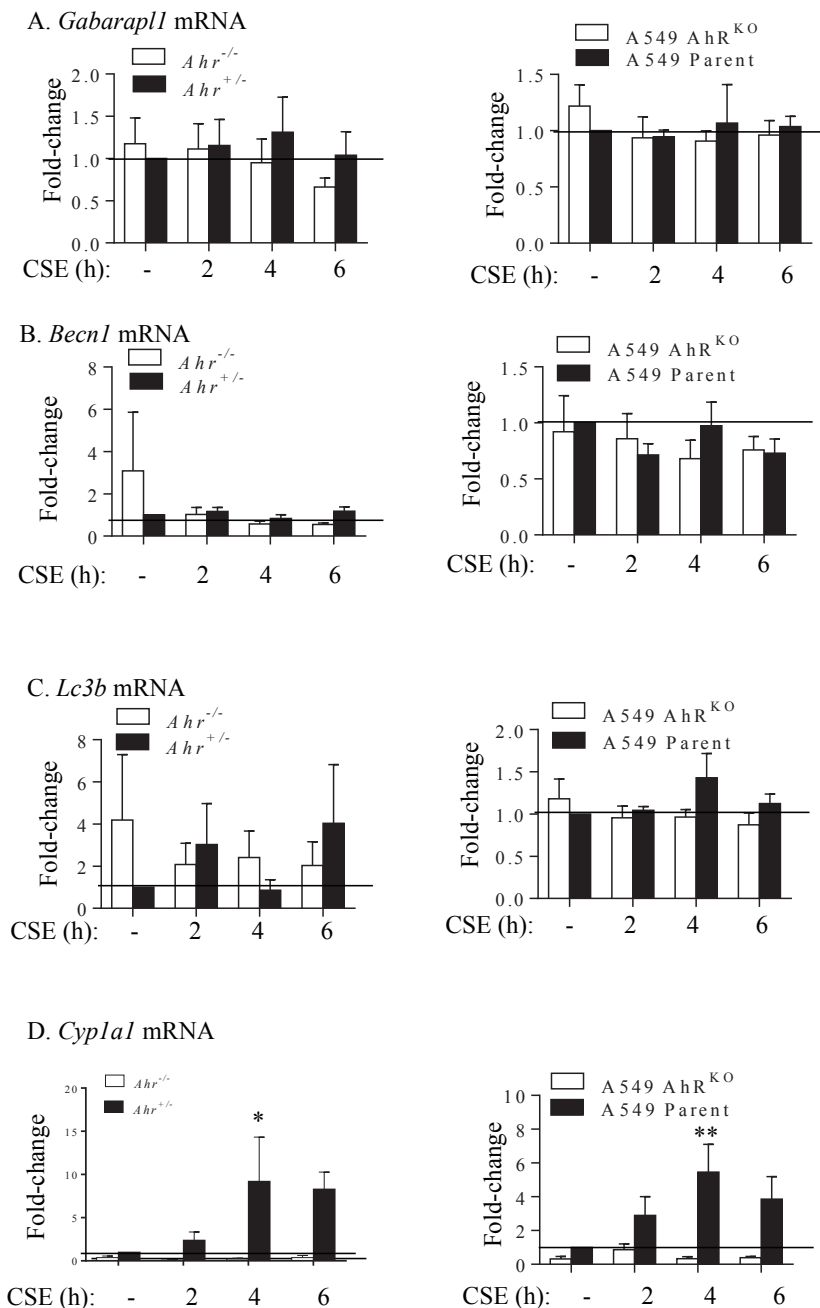 A. Gabarapl1 mRNA
Ahr-/-
Ahr+/-
Fold-change
2.0
1.5
1.0
0.5
0.0
CSE (h): - 2 4 6
A549 AhRKO
A549 Parent
Fold-change
1.5
1.0
0.5
0.0
- 2 4 6
B. Becn1 mRNA
Ahr-/-
Ahr+/-
Fold-change
8
6
4
2
0
CSE (h): - 2 4 6
A549 AhRKO
A549 Parent
Fold-change
1.5
1.0
0.5
0.0
CSE (h): - 2 4 6
C. Lc3b mRNA
Ahr-/-
Ahr+/-
Fold-change
8
6
4
2
0
CSE (h): - 2 4 6
A549 AhRKO
A549 Parent
Fold-change
2.0
1.5
1.0
0.5
0.0
CSE (h): - 2 4 6
D. Cyp1a1 mRNA
Ahr-/-
Ahr+/-
Fold-change
20
15
10
5
0
*
CSE (h): - 2 4 6
A549 AhRKO
A549 Parent
Fold-change
10
8
6
4
2
0
**
CSE (h): - 2 4 6